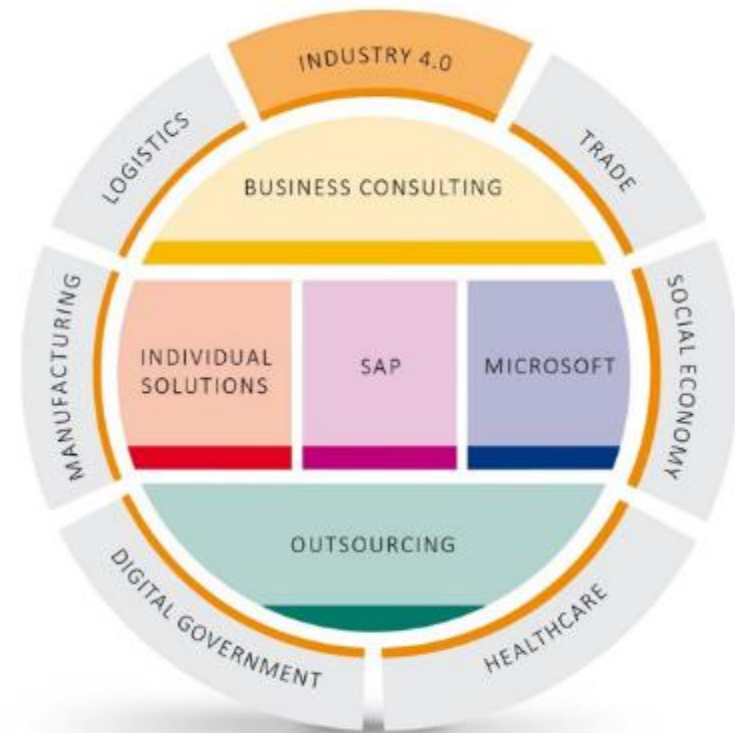 INDUSTRY 4.0
LOGISTICS
TRADE
BUSINESS CONSULTING
MANUFACTURING
INDIVIDUAL
SOLUTIONS
SAP
MICROSOFT
SOCIAL ECONOMY
OUTSOURCING
DIGITAL GOVERNMENT
HEALTHCARE